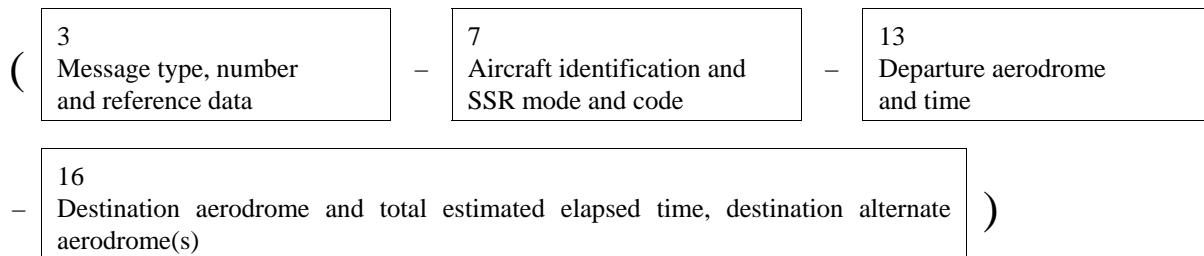 3 7 13
( Message type, number – Aircraft identification and – Departure aerodrome
and reference data SSR mode and code and time
16
– Destination aerodrome and total estimated elapsed time, destination alternate )
aerodrome(s)